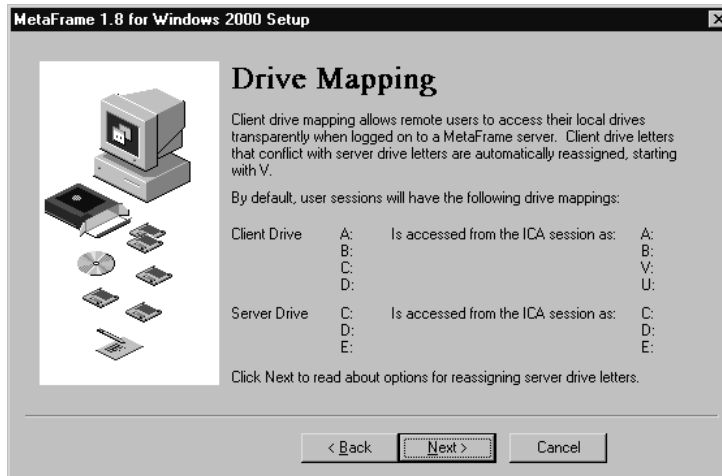 MetaFrame 1.8 for Windows 2000 Setup
Drive Mapping
Client drive mapping allows remote users to access their local drives
transparently when logged on to a MetaFrame server. Client drive letters
that conflict with server drive letters are automatically reassigned, starting
with V.
By default, user sessions will have the following drive mappings:
Client Drive A: Is accessed from the ICA session as: A:
B: B:
C: V:
D: U:
Server Drive C: Is accessed from the ICA session as: C:
D: D:
E: E:
Click Next to read about options for reassigning server drive letters.
< Back Next > Cancel